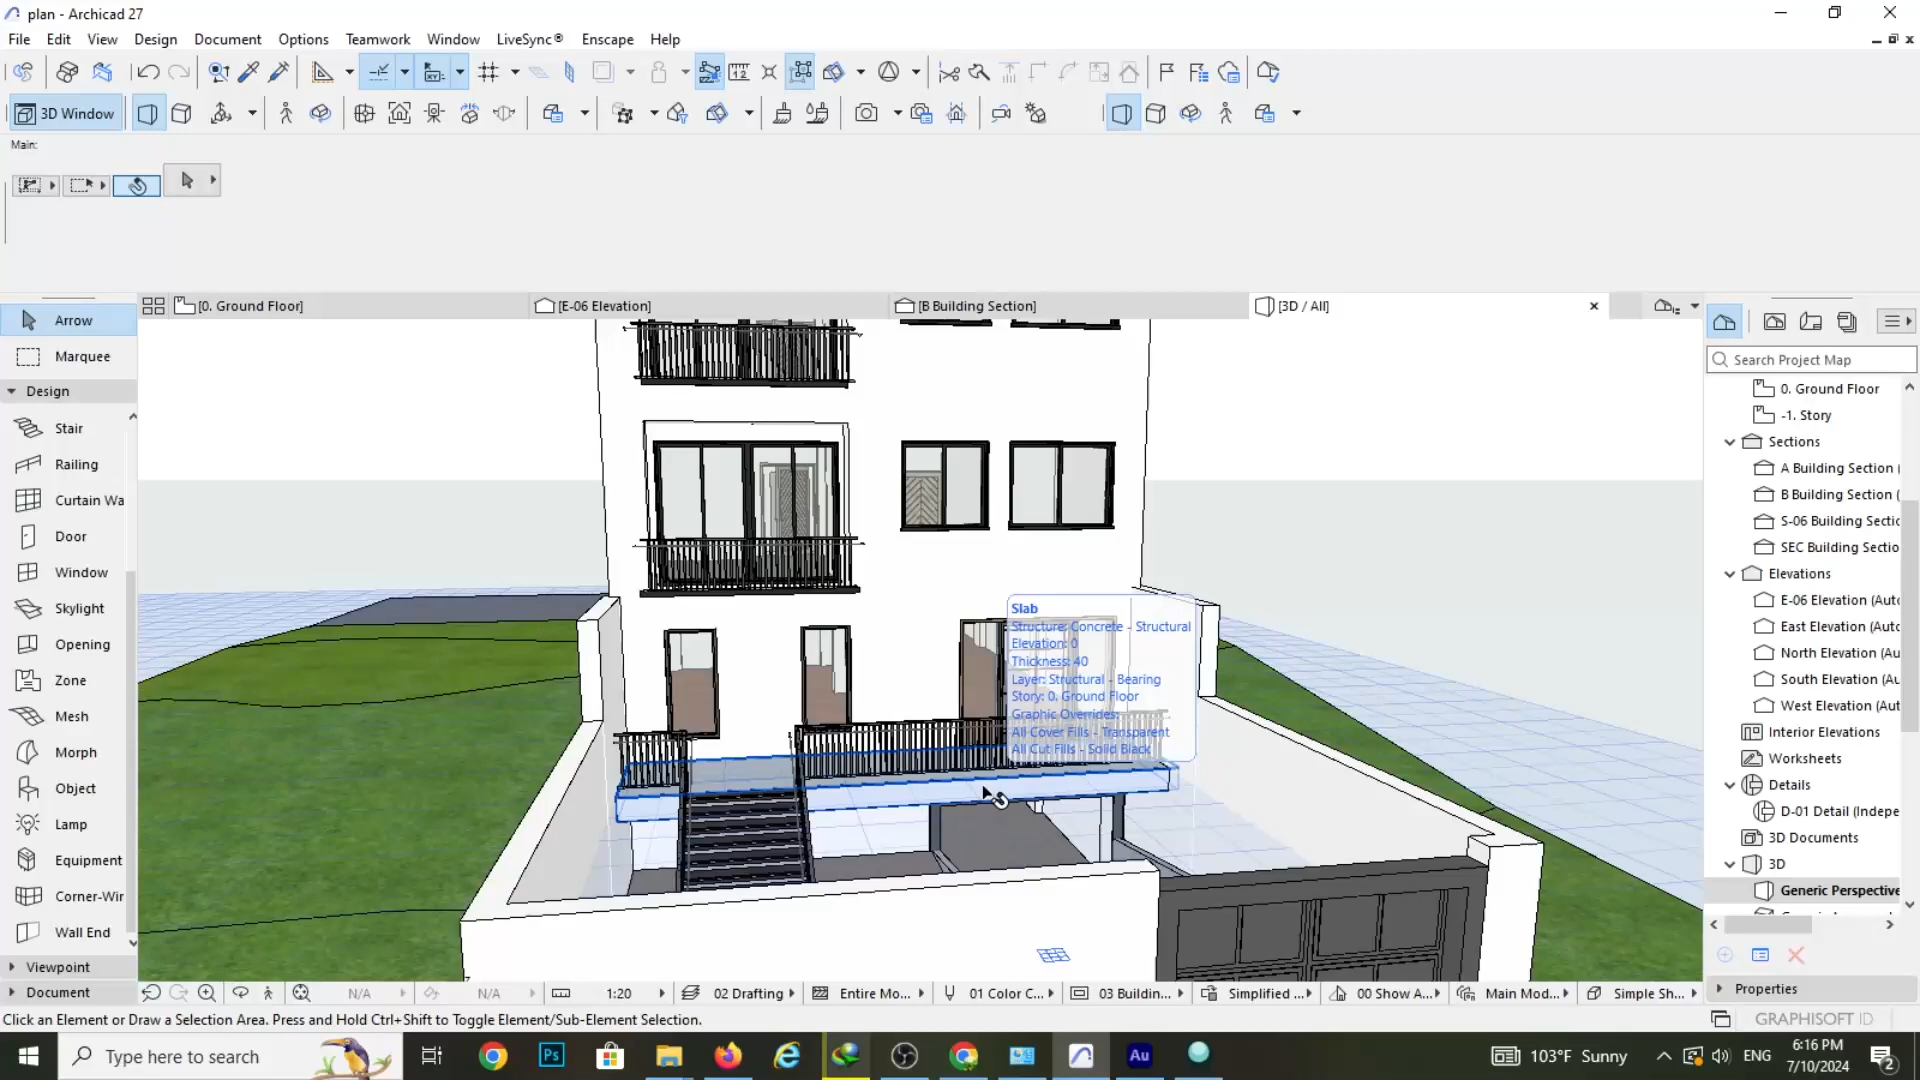 plan - Archicad 27
File Edit View Design Document Options Teamwork Window LiveSync® Enscape Help
3D Window
Main:
[0. Ground Floor] [E-06 Elevation] [B Building Section] [3D / All]
Arrow
Marquee
Design
Stair
Railing
Curtain Wa
Door
Window
Skylight
Opening
Zone
Mesh
Morph
Object
Lamp
Equipment
Corner-Wir
Wall End
Viewpoint
Document
Slab
Structure: Concrete - Structural
Elevation: 0
Thickness: 40
Layer: Structural - Bearing
Story: 0. Ground Floor
Graphic Overrides:
All Cover Fills - Transparent
All Cut Fills - Solid Black
Search Project Map
0. Ground Floor
-1. Story
Sections
A Building Section (
B Building Section (
S-06 Building Sectic
SEC Building Sectio
Elevations
E-06 Elevation (Autc
East Elevation (Autc
North Elevation (Au
South Elevation (Au
West Elevation (Aut
Interior Elevations
Worksheets
Details
D-01 Detail (Indepe
3D Documents
3D
Generic Perspective
Properties
N/A N/A 1:20 02 Drafting Entire Mo... 01 Color C... 03 Buildin... Simplified ... 00 Show A... Main Mod... Simple Sh...
Click an Element or Draw a Selection Area. Press and Hold Ctrl+Shift to Toggle Element/Sub-Element Selection.
GRAPHISOFT ID
Type here to search
Ps
Au
103°F Sunny
ENG
6:16 PM
7/10/2024
2